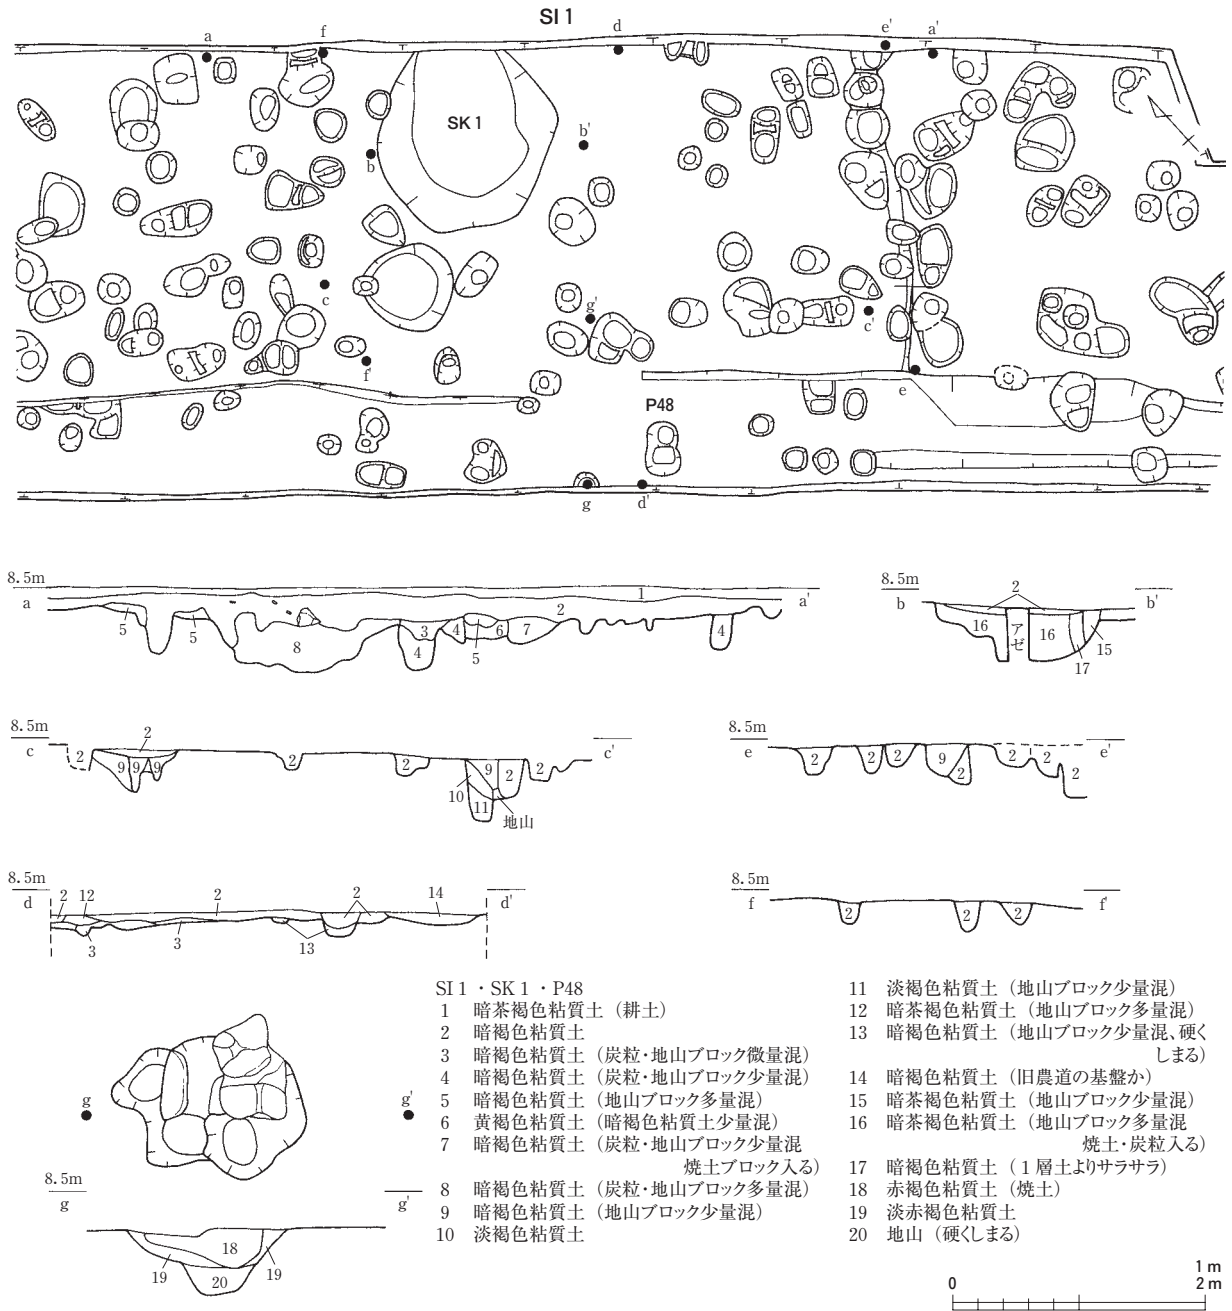 SI 1
a
f
d
e'
a'
SK 1
b
b'
c
g'
c'
f'
e
P48
g
d'
8.5m
a
a'
1
2
5
5
8
3
4
4
5
6
7
4
8.5m
b
b'
2
16
アゼ
16
17
15
8.5m
c
c'
2
2
9
9
9
2
2
10
9
2
2
11
地山
8.5m
e
e'
2
2
2
9
2
2
2
2
8.5m
d
d'
2
12
2
2
14
3
3
13
8.5m
f
f'
2
2
2
g
g'
8.5m
g
g'
18
19
19
20
SI 1・SK 1・P48
1 暗茶褐色粘質土（耕土）
2 暗褐色粘質土
3 暗褐色粘質土（炭粒・地山ブロック微量混）
4 暗褐色粘質土（炭粒・地山ブロック少量混）
5 暗褐色粘質土（地山ブロック多量混）
6 黄褐色粘質土（暗褐色粘質土少量混）
7 暗褐色粘質土（炭粒・地山ブロック少量混
焼土ブロック入る）
8 暗褐色粘質土（炭粒・地山ブロック多量混）
9 暗褐色粘質土（地山ブロック少量混）
10 淡褐色粘質土
11 淡褐色粘質土（地山ブロック少量混）
12 暗茶褐色粘質土（地山ブロック多量混）
13 暗褐色粘質土（地山ブロック少量混、硬く
しまる）
14 暗褐色粘質土（旧農道の基盤か）
15 暗茶褐色粘質土（地山ブロック少量混）
16 暗茶褐色粘質土（地山ブロック多量混
焼土・炭粒入る）
17 暗褐色粘質土（１層土よりサラサラ）
18 赤褐色粘質土（焼土）
19 淡赤褐色粘質土
20 地山（硬くしまる）
1 m
0 2 m